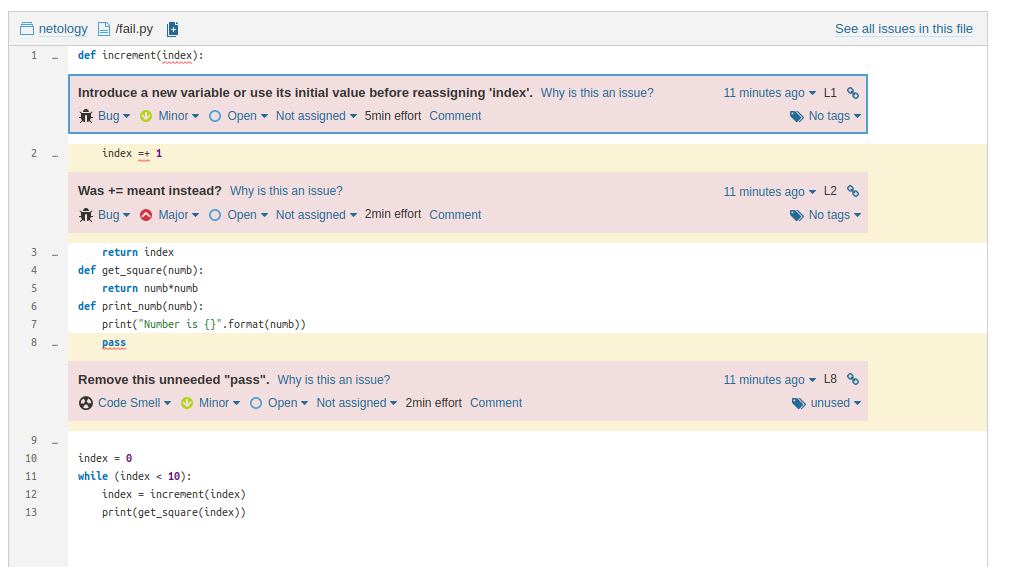 netology /fail.py See all issues in this file
1 … def increment(index):
Introduce a new variable or use its initial value before reassigning 'index'. Why is this an issue? 11 minutes ago L1
Bug Minor Open Not assigned 5min effort Comment No tags
2 … index =+ 1
Was += meant instead? Why is this an issue? 11 minutes ago L2
Bug Major Open Not assigned 2min effort Comment No tags
3 … return index
4 def get_square(numb):
5 return numb*numb
6 def print_numb(numb):
7 print("Number is {}".format(numb))
8 … pass
Remove this unneeded "pass". Why is this an issue? 11 minutes ago L8
Code Smell Minor Open Not assigned 2min effort Comment unused
9 …
10 index = 0
11 while (index < 10):
12 index = increment(index)
13 print(get_square(index))